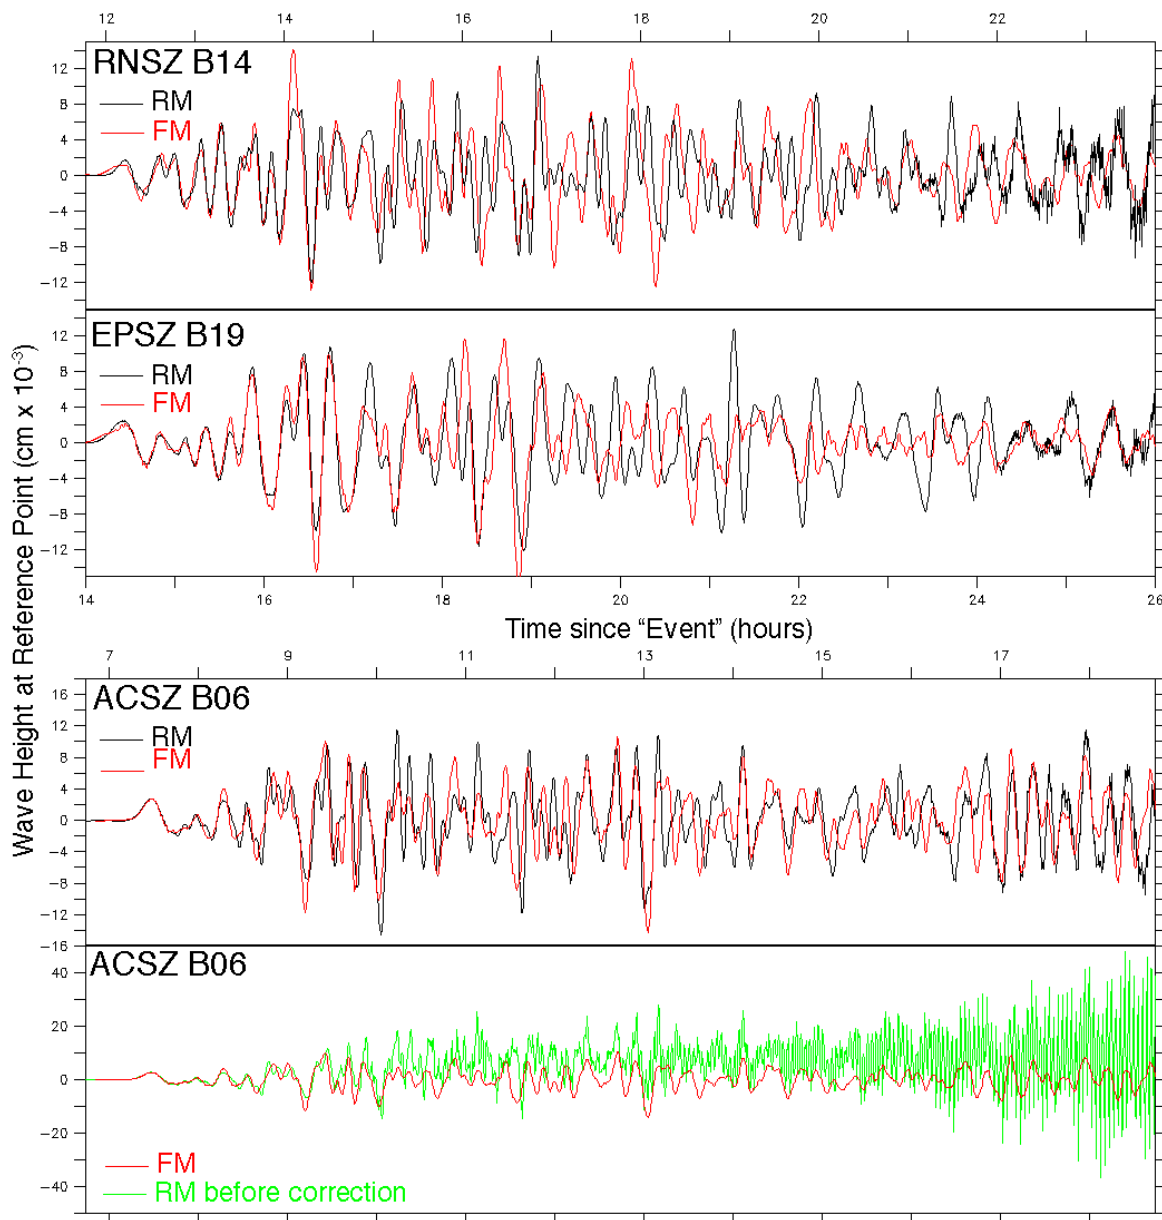 12 14 16 18 20 22
RNSZ B14
RM
FM
12
8
4
0
−4
−8
−12
EPSZ B19
RM
FM
12
8
4
0
−4
−8
−12
14 16 18 20 22 24 26
Time since “Event” (hours)
Wave Height at Reference Point (cm x 10⁻³)
7 9 11 13 15 17
ACSZ B06
RM
FM
16
12
8
4
0
−4
−8
−12
−16
ACSZ B06
40
20
0
−20
−40
FM
RM before correction